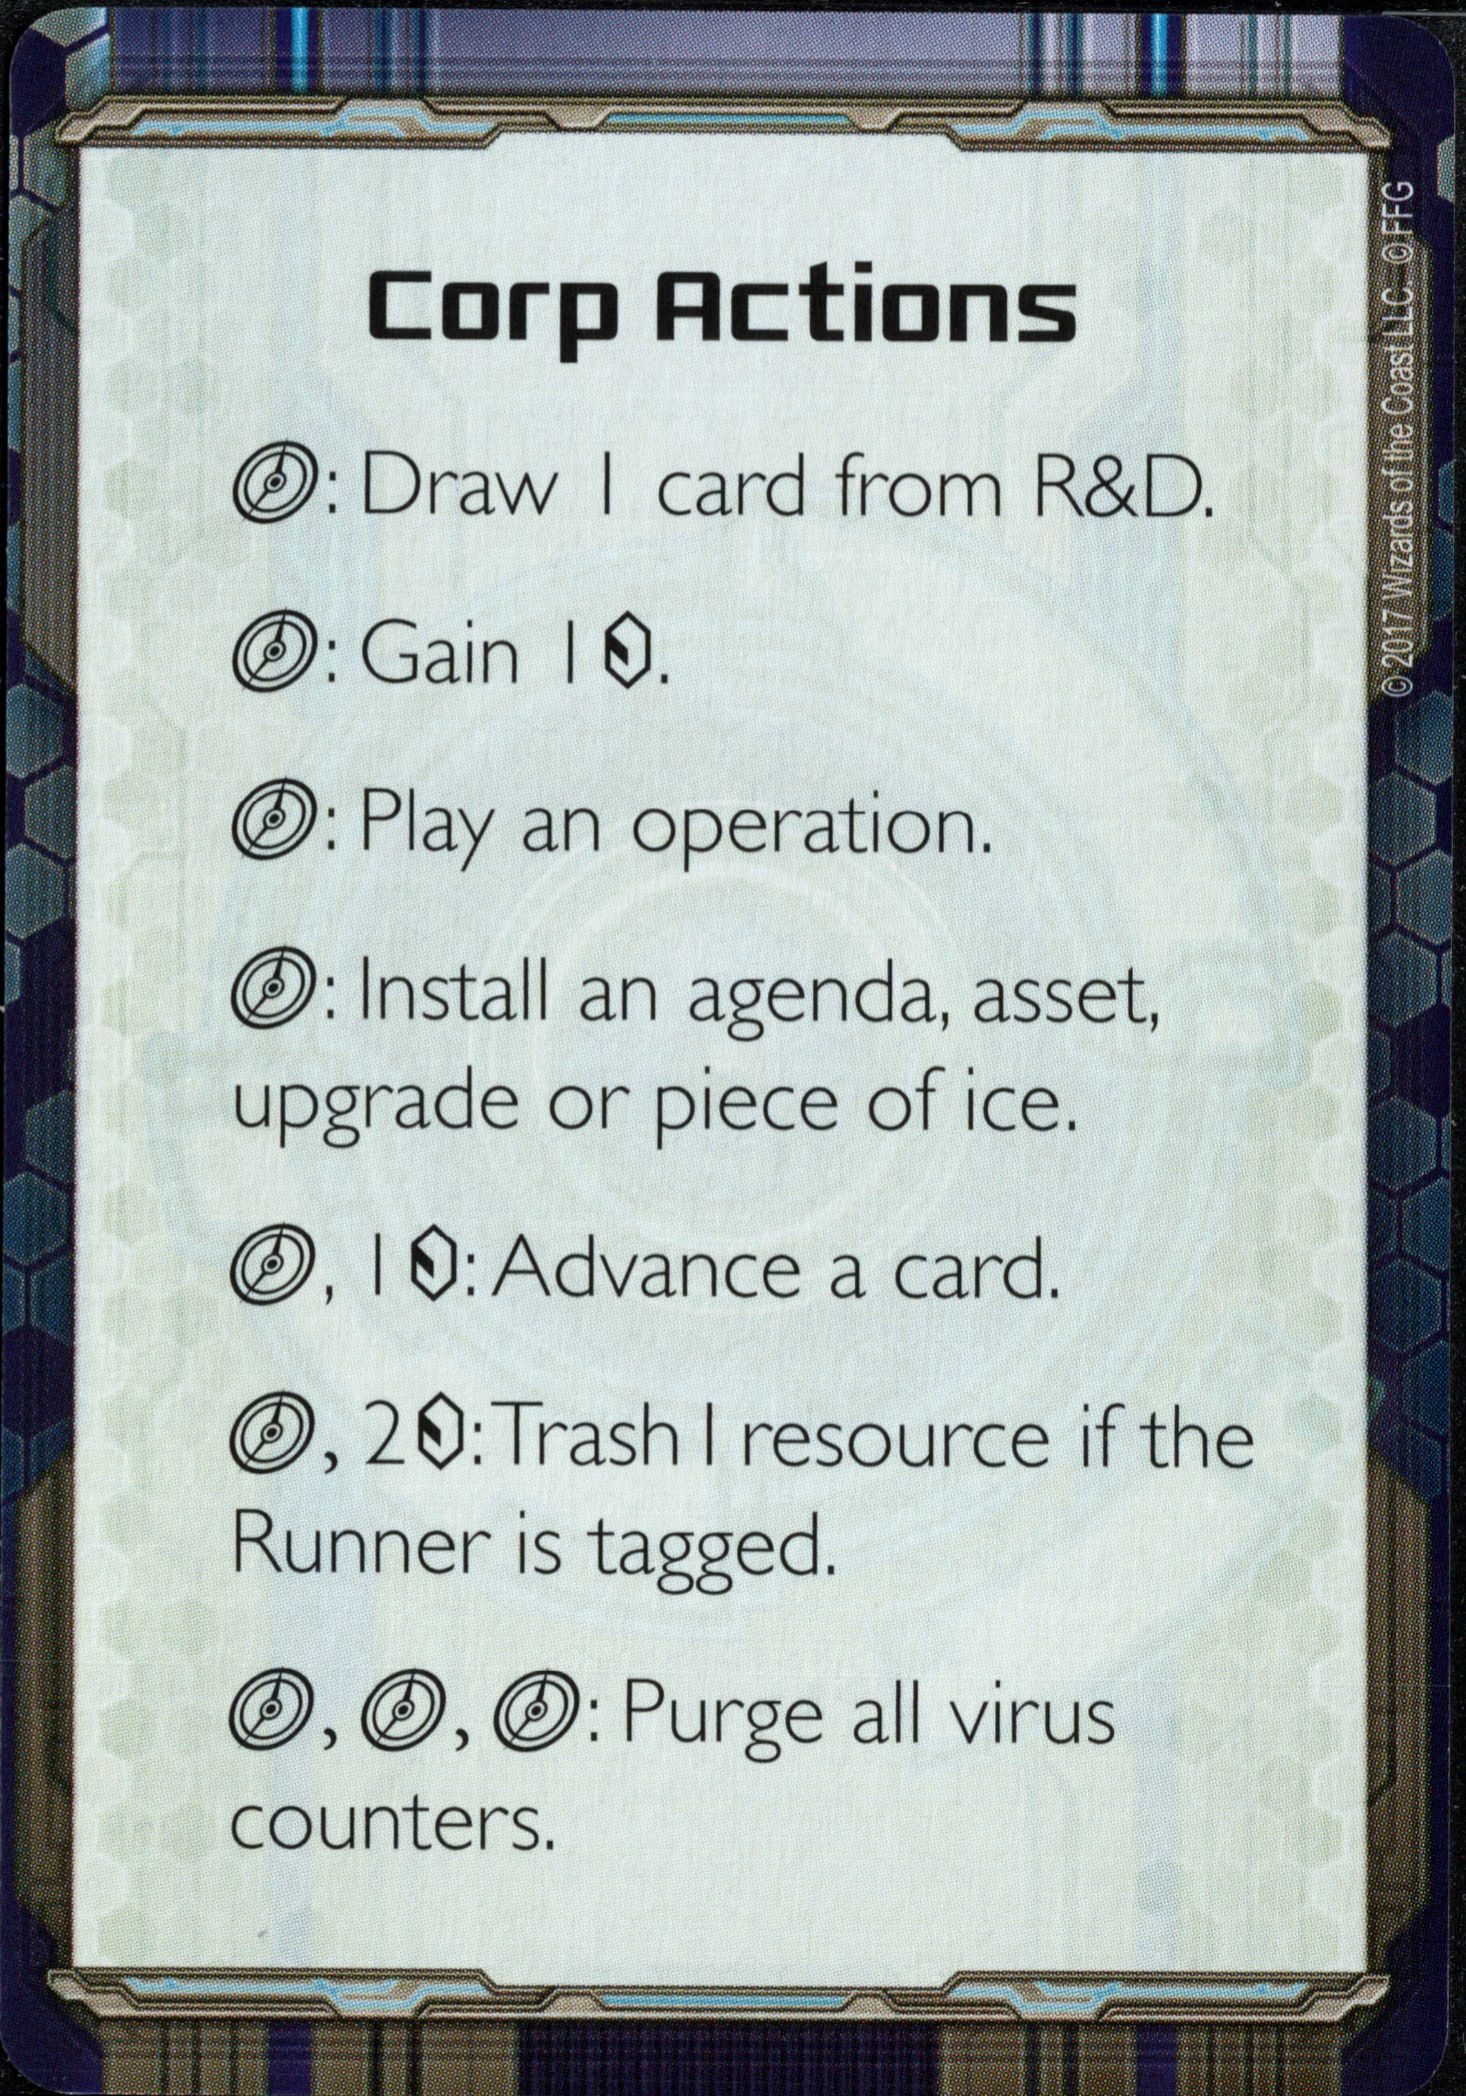 Corp Actions
: Draw 1 card from R&D.
: Gain 1 .
: Play an operation.
: Install an agenda, asset,
upgrade or piece of ice.
, 1 : Advance a card.
, 2 : Trash 1 resource if the
Runner is tagged.
, , : Purge all virus
counters.
© 2017 Wizards of the Coast LLC. © FFG